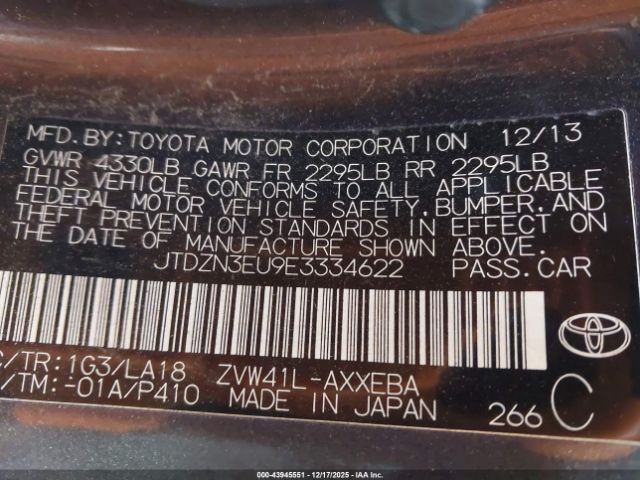 MFD.BY:TOYOTA MOTOR CORPORATION 12/13
GVWR 4330LB GAWR FR 2295LB RR 2295LB
THIS VEHICLE CONFORMS TO ALL APPLICABLE
FEDERAL MOTOR VEHICLE SAFETY,BUMPER,AND
THEFT PREVENTION STANDARDS IN EFFECT ON
THE DATE OF MANUFACTURE SHOWN ABOVE.
JTDZN3EU9E3334622 PASS.CAR
/TR:1G3/LA18 ZVW41L-AXXEBA
/TM:-01A/P410 MADE IN JAPAN 266 C
000-43945551 | 12/17/2025 | IAA Inc.